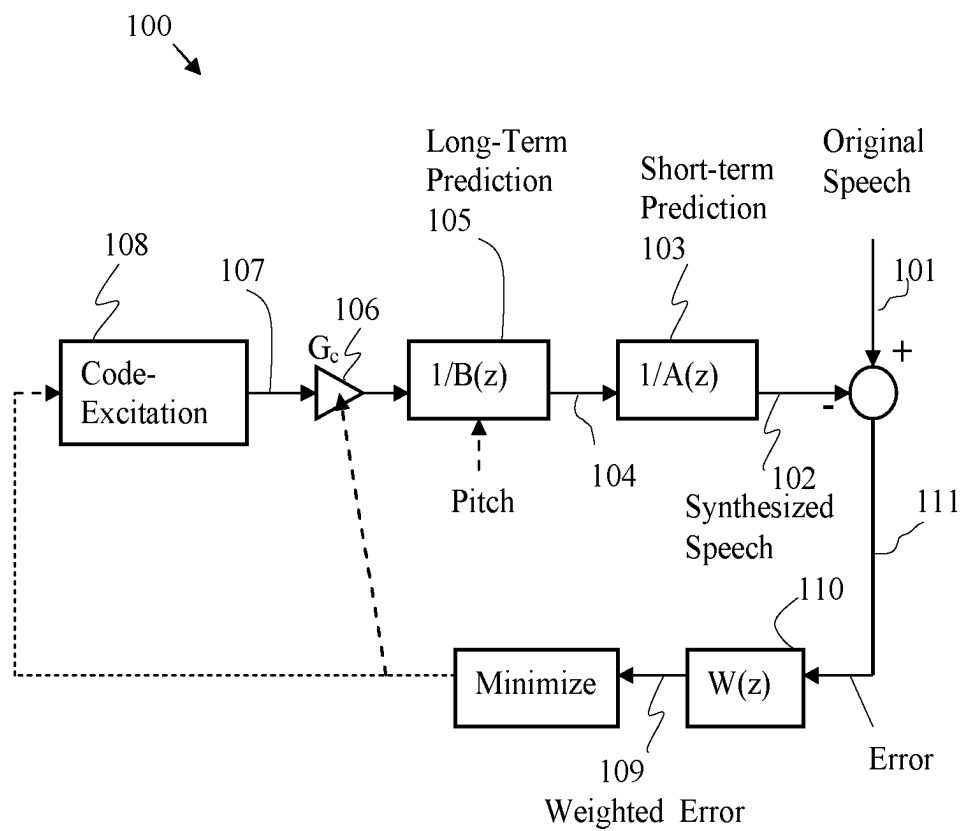 100
Long-Term
Prediction
105
Short-term
Prediction
103
Original
Speech
101
108
107
106
Gc
Code-
Excitation
1/B(z)
1/A(z)
+
-
Pitch
104
102
Synthesized
Speech
111
110
Minimize
W(z)
109
Weighted Error
Error